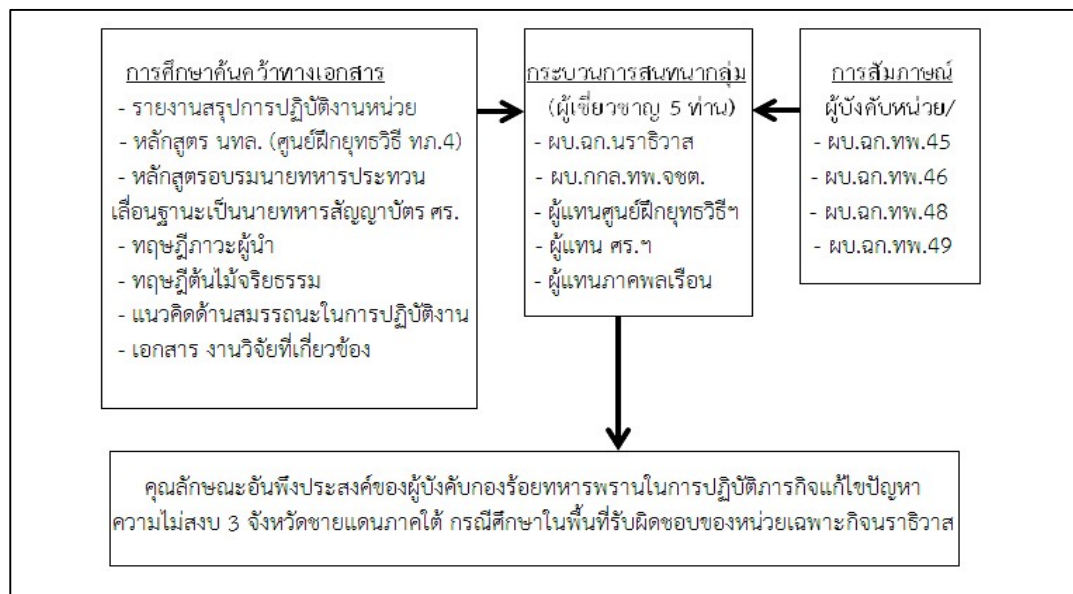 การศึกษาค้นคว้าทางเอกสาร
- รายงานสรุปการปฏิบัติงานหน่วย
- หลักสูตร นทล. (ศูนย์ฝึกยุทธวิธี ทภ.4)
- หลักสูตรอบรมนายทหารประทวน
เลื่อนฐานะเป็นนายทหารสัญญาบัตร ศร.
- ทฤษฎีภาวะผู้นำ
- ทฤษฎีต้นไม้จริยธรรม
- แนวคิดด้านสมรรถนะในการปฏิบัติงาน
- เอกสาร งานวิจัยที่เกี่ยวข้อง
กระบวนการสนทนากลุ่ม
(ผู้เชี่ยวชาญ 5 ท่าน)
- ผบ.ฉก.นราธิวาส
- ผบ.กกล.ทพ.จชต.
- ผู้แทนศูนย์ฝึกยุทธวิธีฯ
- ผู้แทน ศร.ฯ
- ผู้แทนภาคพลเรือน
การสัมภาษณ์
ผู้บังคับหน่วย/
- ผบ.ฉก.ทพ.45
- ผบ.ฉก.ทพ.46
- ผบ.ฉก.ทพ.48
- ผบ.ฉก.ทพ.49
คุณลักษณะอันพึงประสงค์ของผู้บังคับกองร้อยทหารพรานในการปฏิบัติภารกิจแก้ไขปัญหา
ความไม่สงบ 3 จังหวัดชายแดนภาคใต้ กรณีศึกษาในพื้นที่รับผิดชอบของหน่วยเฉพาะกิจนราธิวาส